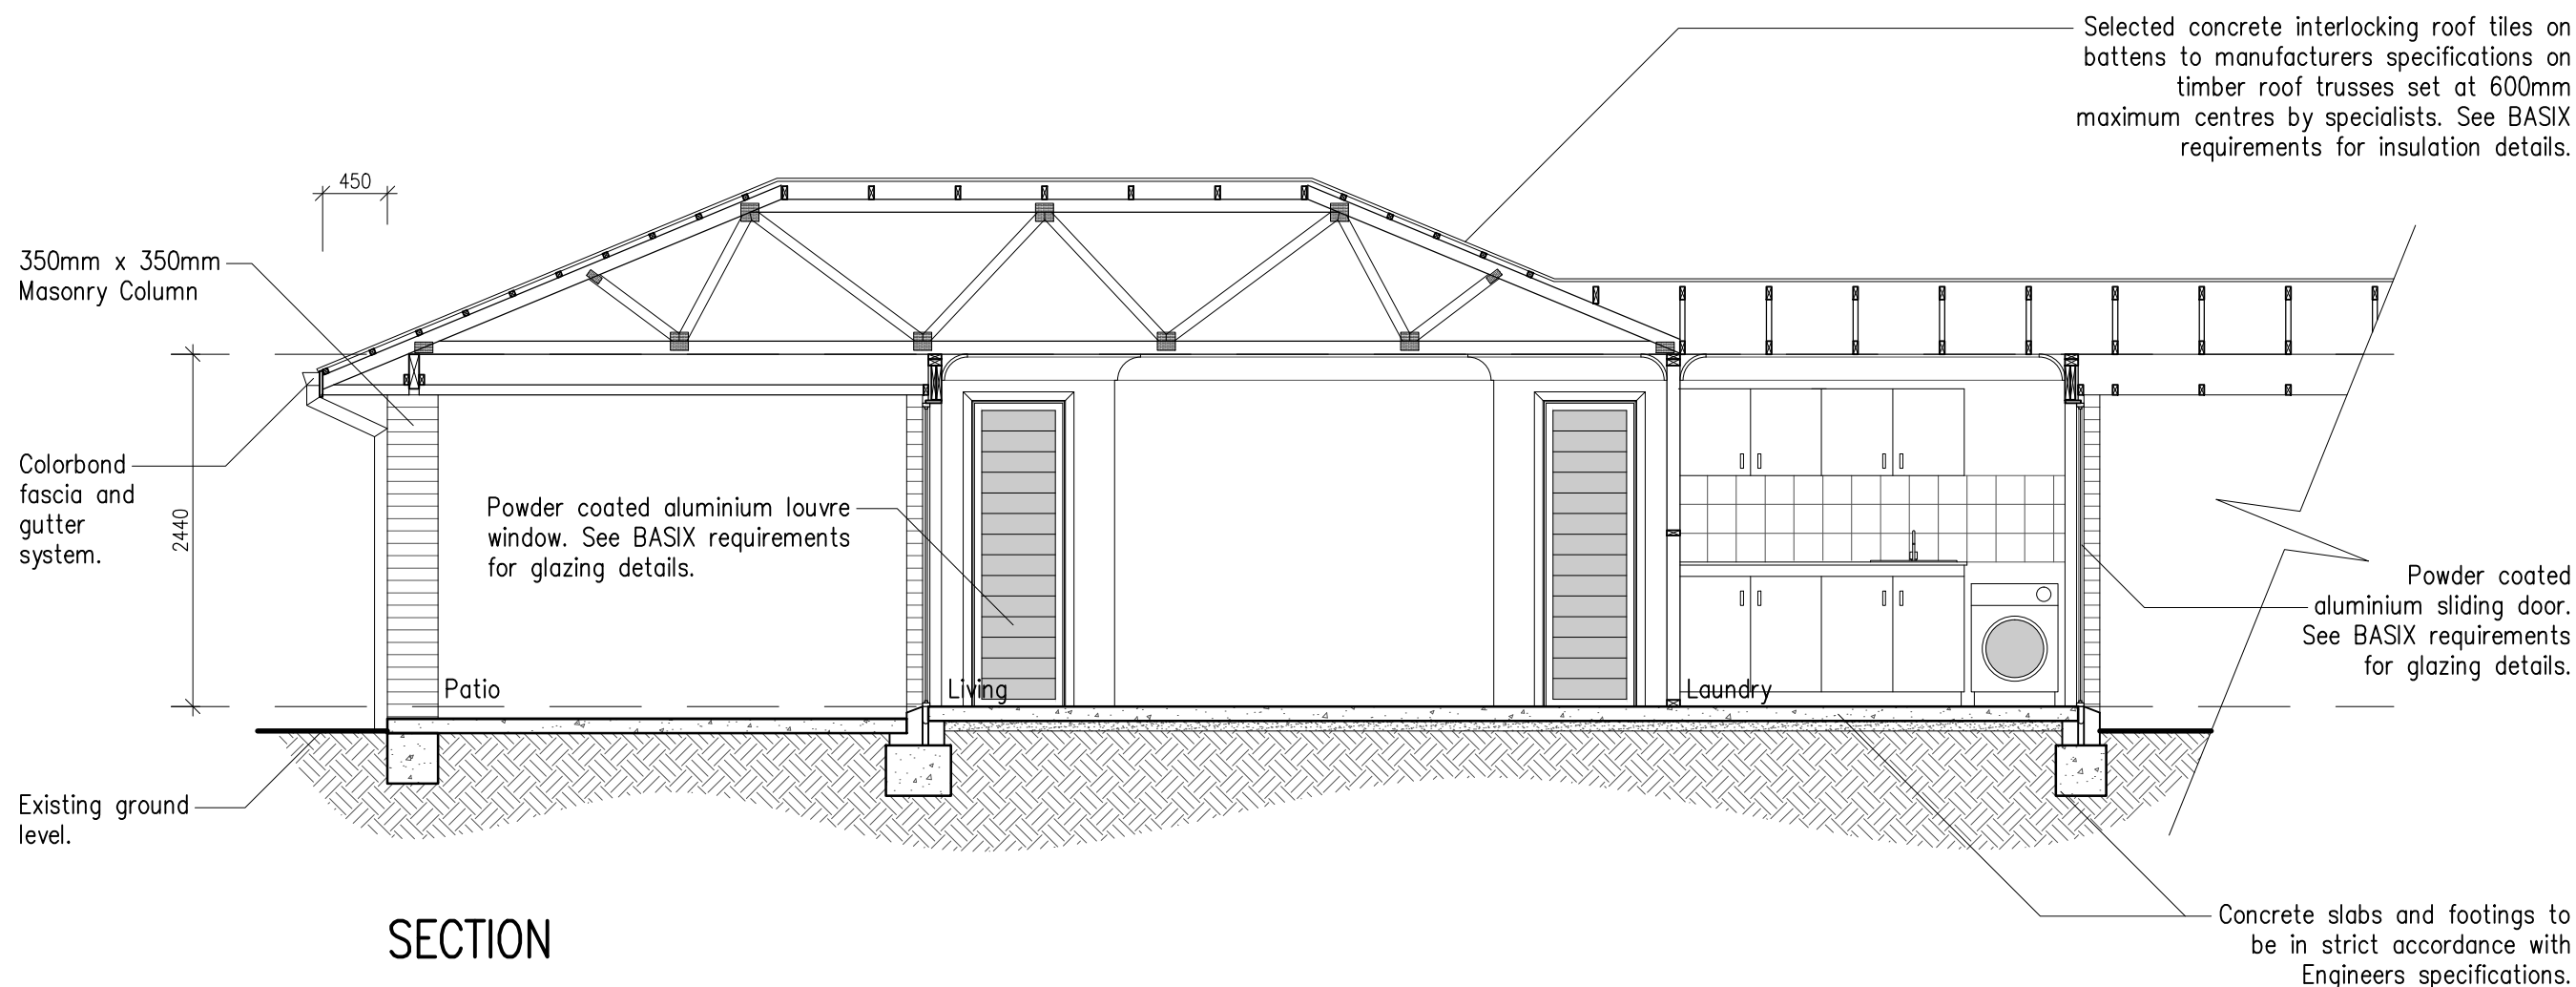 Selected concrete interlocking roof tiles on
battens to manufacturers specifications on
timber roof trusses set at 600mm
maximum centres by specialists. See BASIX
requirements for insulation details.
450
350mm x 350mm
Masonry Column
Colorbond
fascia and
gutter
system.
2440
Powder coated aluminium louvre
window. See BASIX requirements
for glazing details.
Powder coated
aluminium sliding door.
See BASIX requirements
for glazing details.
Patio
Living
Laundry
Existing ground
level.
Concrete slabs and footings to
be in strict accordance with
Engineers specifications.
SECTION